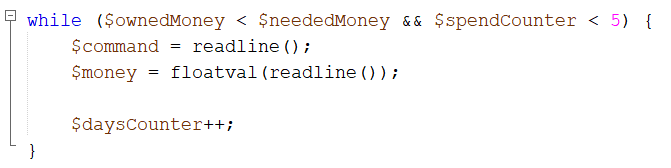 while ($ownedMoney < $neededMoney && $spendCounter < 5) {
    $command = readline();
    $money = floatval(readline());

    $daysCounter++;
}